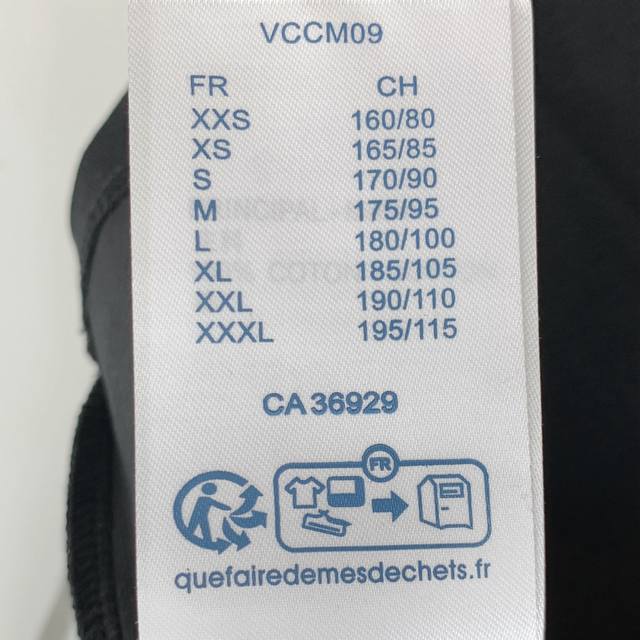 VCCM09
FR CH
XXS 160/80
XS 165/85
S 170/90
M 175/95
L 180/100
XL 185/105
XXL 190/110
XXXL 195/115
CA 36929
FR
quefairedemesdechets.fr